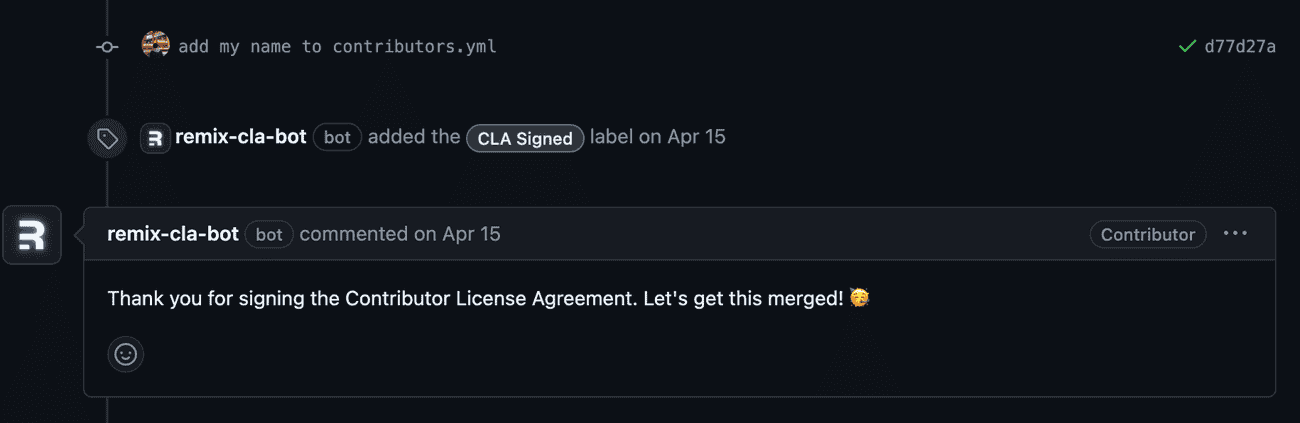 add my name to contributors.yml d77d27a
remix-cla-bot bot added the CLA Signed label on Apr 15
remix-cla-bot bot commented on Apr 15 Contributor
Thank you for signing the Contributor License Agreement. Let's get this merged! 🥳